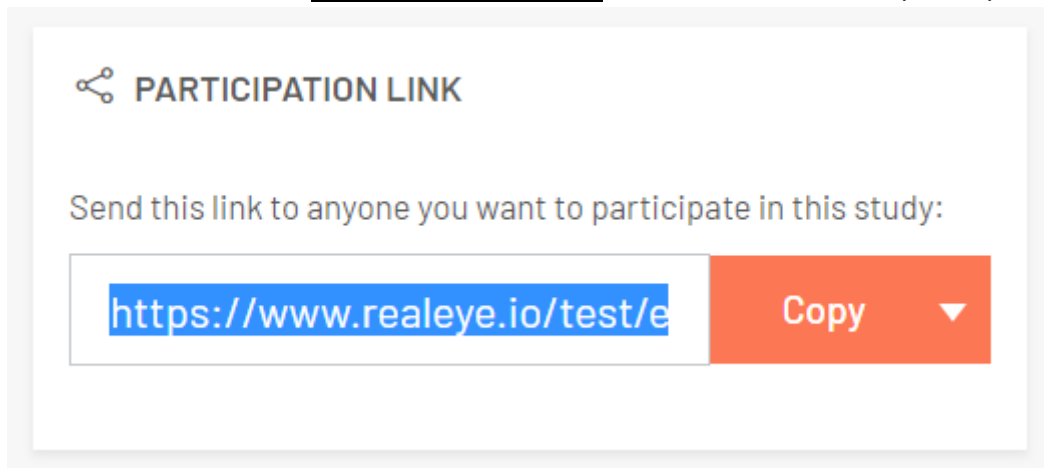 PARTICIPATION LINK
Send this link to anyone you want to participate in this study:
https://www.realeye.io/test/e
Copy